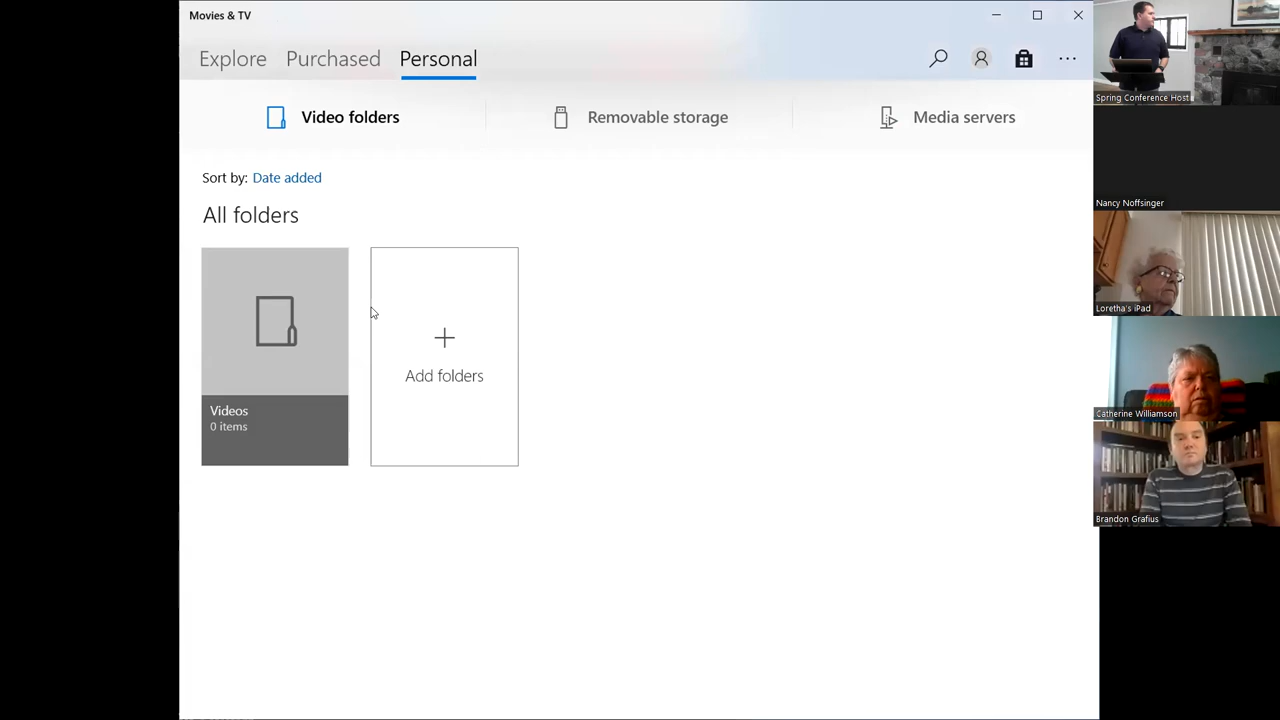 Movies & TV
Explore Purchased Personal
Video folders Removable storage Media servers
Sort by: Date added
All folders
Videos
0 items
Add folders
Spring Conference Host
Nancy Noffsinger
Loretha's iPad
Catherine Williamson
Brandon Grafius